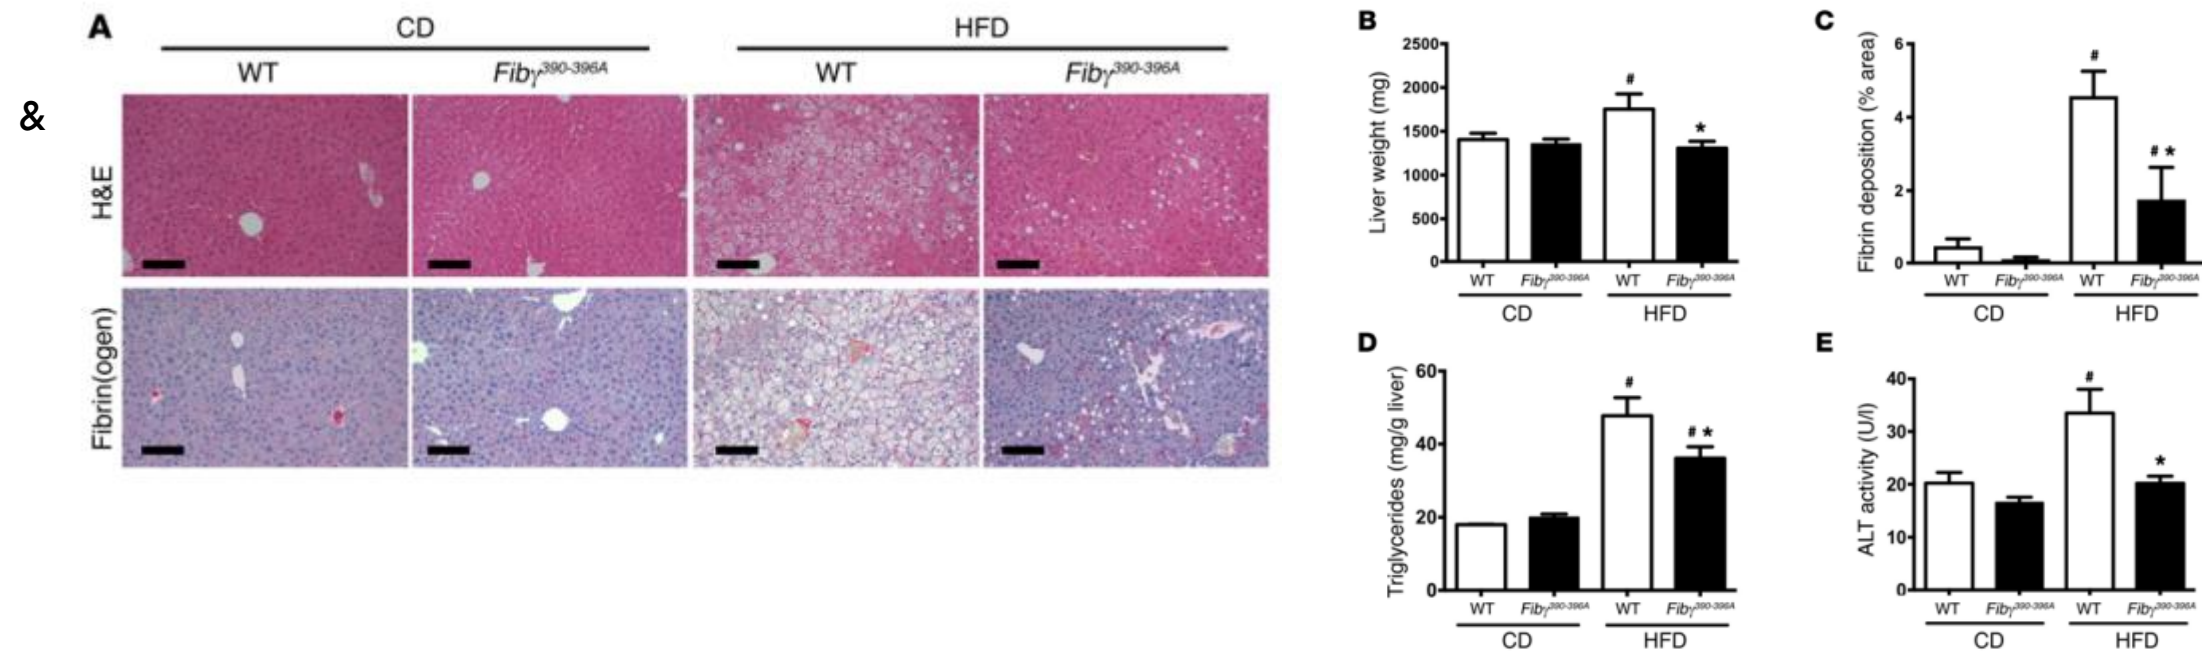 A
CD
HFD
WT
Fibγ390-396A
WT
Fibγ390-396A
&
H&E
Fibrin(ogen)
B
Liver weight (mg)
2500
2000
1500
1000
500
0
#
*
WT
Fibγ390-396A
WT
Fibγ390-396A
CD
HFD
C
Fibrin deposition (% area)
6
4
2
0
#
# *
WT
Fibγ390-396A
WT
Fibγ390-396A
CD
HFD
D
Triglycerides (mg/g liver)
60
40
20
0
#
# *
WT
Fibγ390-396A
WT
Fibγ390-396A
CD
HFD
E
ALT activity (U/l)
40
30
20
10
0
#
*
WT
Fibγ390-396A
WT
Fibγ390-396A
CD
HFD